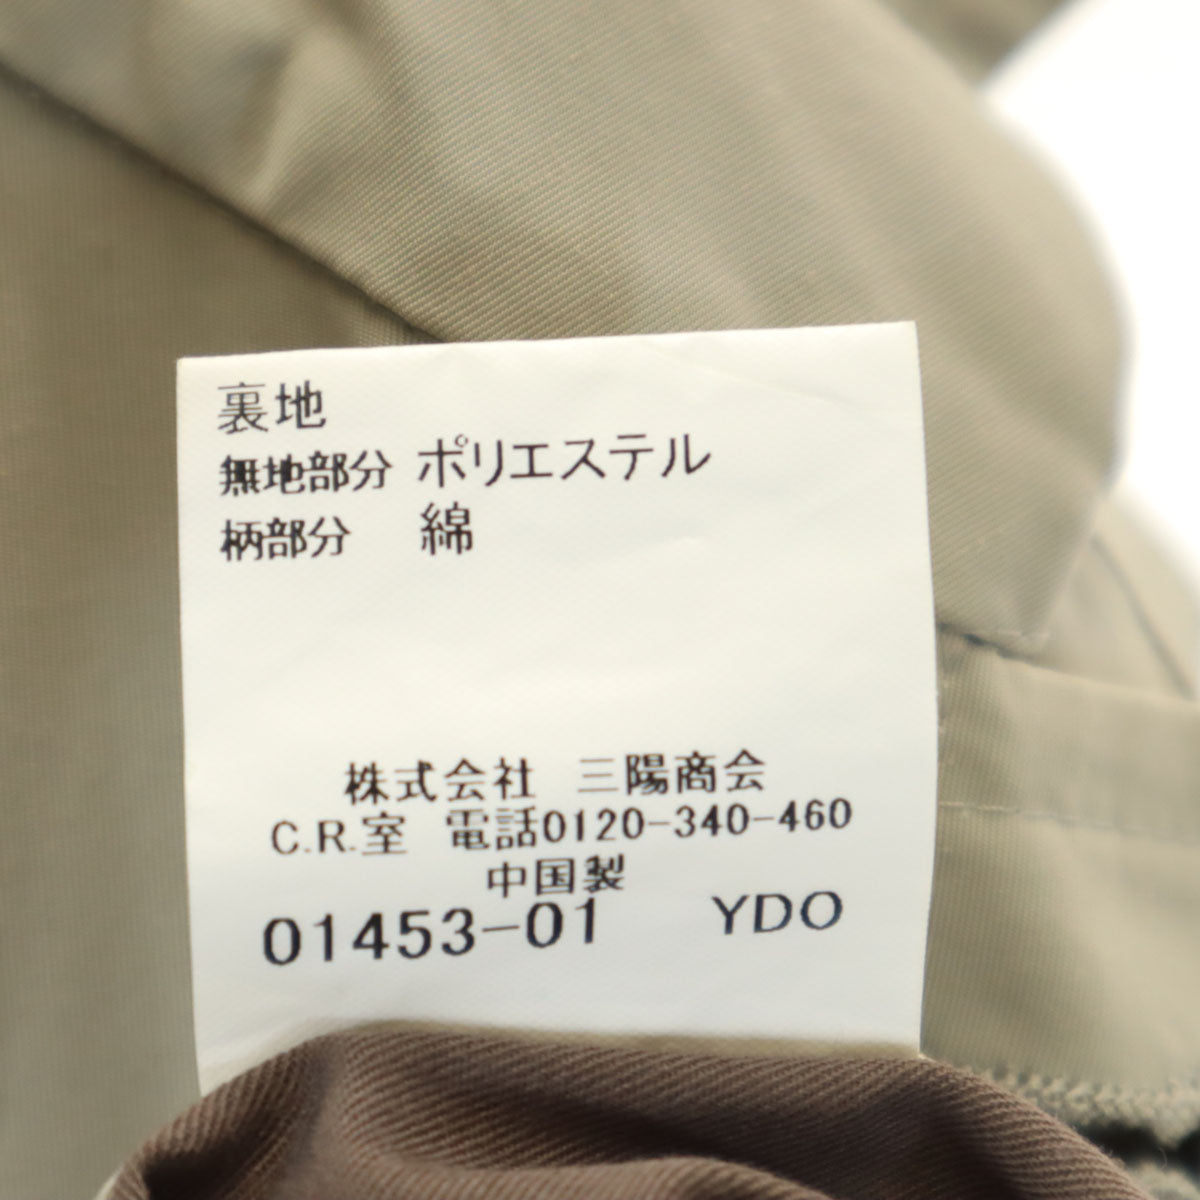 裏地
無地部分 ポリエステル
柄部分 綿
株式会社 三陽商会
C.R.室 電話0120-340-460
中国製
01453-01 YDO